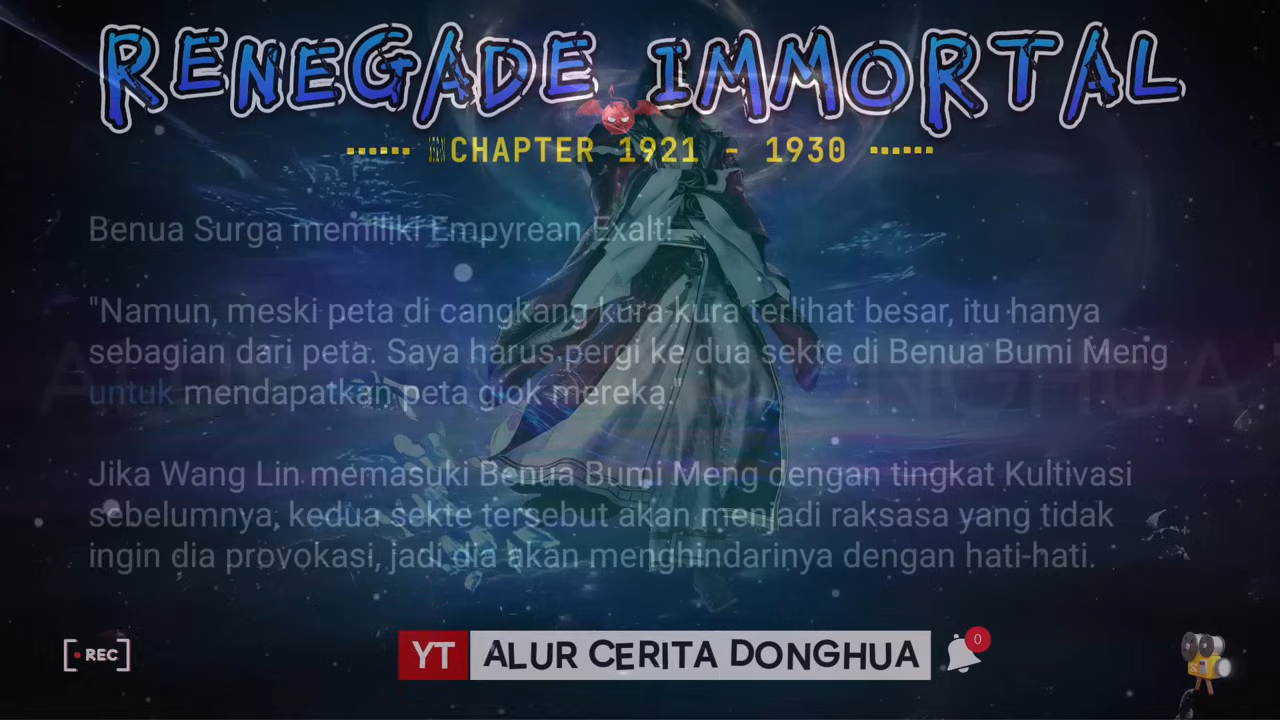 RENEGADE IMMORTAL
CHAPTER 1921 - 1930
Benua Surga memiliki Empyrean Exalt!
"Namun, meski peta di cangkang kura-kura terlihat besar, itu hanya
sebagian dari peta. Saya harus pergi ke dua sekte di Benua Bumi Meng
untuk mendapatkan peta giok mereka."
Jika Wang Lin memasuki Benua Bumi Meng dengan tingkat Kultivasi
sebelumnya, kedua sekte tersebut akan menjadi raksasa yang tidak
ingin dia provokasi, jadi dia akan menghindarinya dengan hati-hati.
REC
YT ALUR CERITA DONGHUA
0